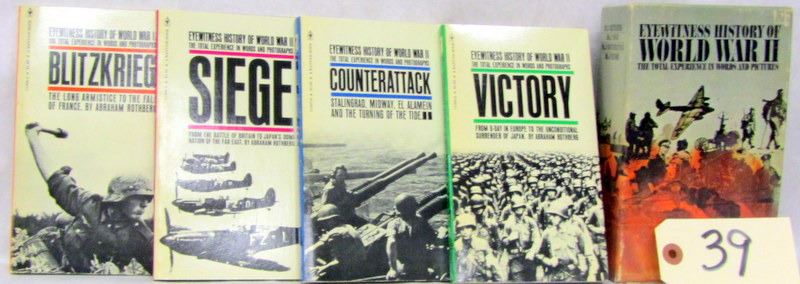 EYEWITNESS HISTORY OF WORLD WAR II
THE TOTAL EXPERIENCE IN WORDS AND PHOTOGRAPHS
BLITZKRIEG
THE LONG ARMISTICE TO THE FALL
OF FRANCE. BY ABRAHAM ROTHBERG
EYEWITNESS HISTORY OF WORLD WAR II
THE TOTAL EXPERIENCE IN WORDS AND PHOTOGRAPHS
SIEGE
FROM THE BATTLE OF BRITAIN TO JAPAN'S DOMI-
NATION OF THE FAR EAST. BY ABRAHAM ROTHBERG
EYEWITNESS HISTORY OF WORLD WAR II
THE TOTAL EXPERIENCE IN WORDS AND PHOTOGRAPHS
COUNTERATTACK
STALINGRAD, MIDWAY, EL ALAMEIN
AND THE TURNING OF THE TIDE.
EYEWITNESS HISTORY OF WORLD WAR II
THE TOTAL EXPERIENCE IN WORDS AND PHOTOGRAPHS
VICTORY
FROM D-DAY IN EUROPE TO THE UNCONDITIONAL
SURRENDER OF JAPAN. BY ABRAHAM ROTHBERG
EYEWITNESS HISTORY OF
WORLD WAR II
THE TOTAL EXPERIENCE IN WORDS AND PICTURES
39